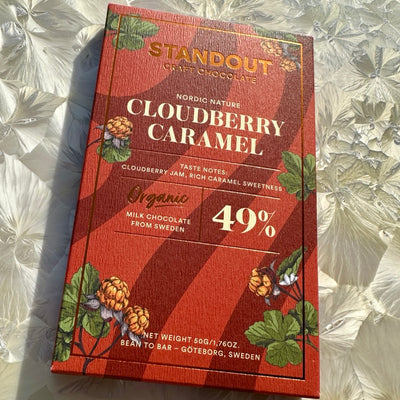 STANDOUT
CRAFT CHOCOLATE
NORDIC NATURE
CLOUDBERRY
CARAMEL
TASTE NOTES:
CLOUDBERRY JAM, RICH CARAMEL SWEETNESS
Organic
MILK CHOCOLATE
FROM SWEDEN
49%
NET WEIGHT 50G/1,76OZ.
BEAN TO BAR – GÖTEBORG, SWEDEN